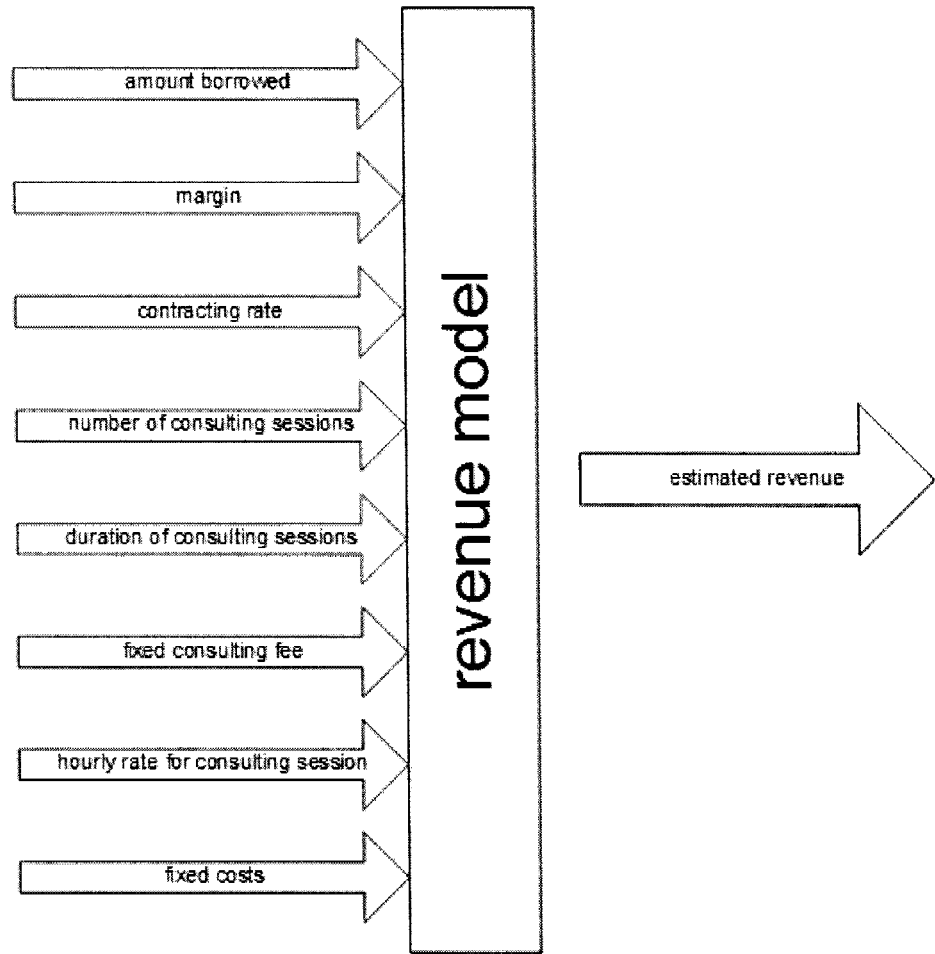 amount borrowed
margin
contracting rate
number of consulting sessions
duration of consulting sessions
fixed consulting fee
hourly rate for consulting session
fixed costs
revenue model
estimated revenue